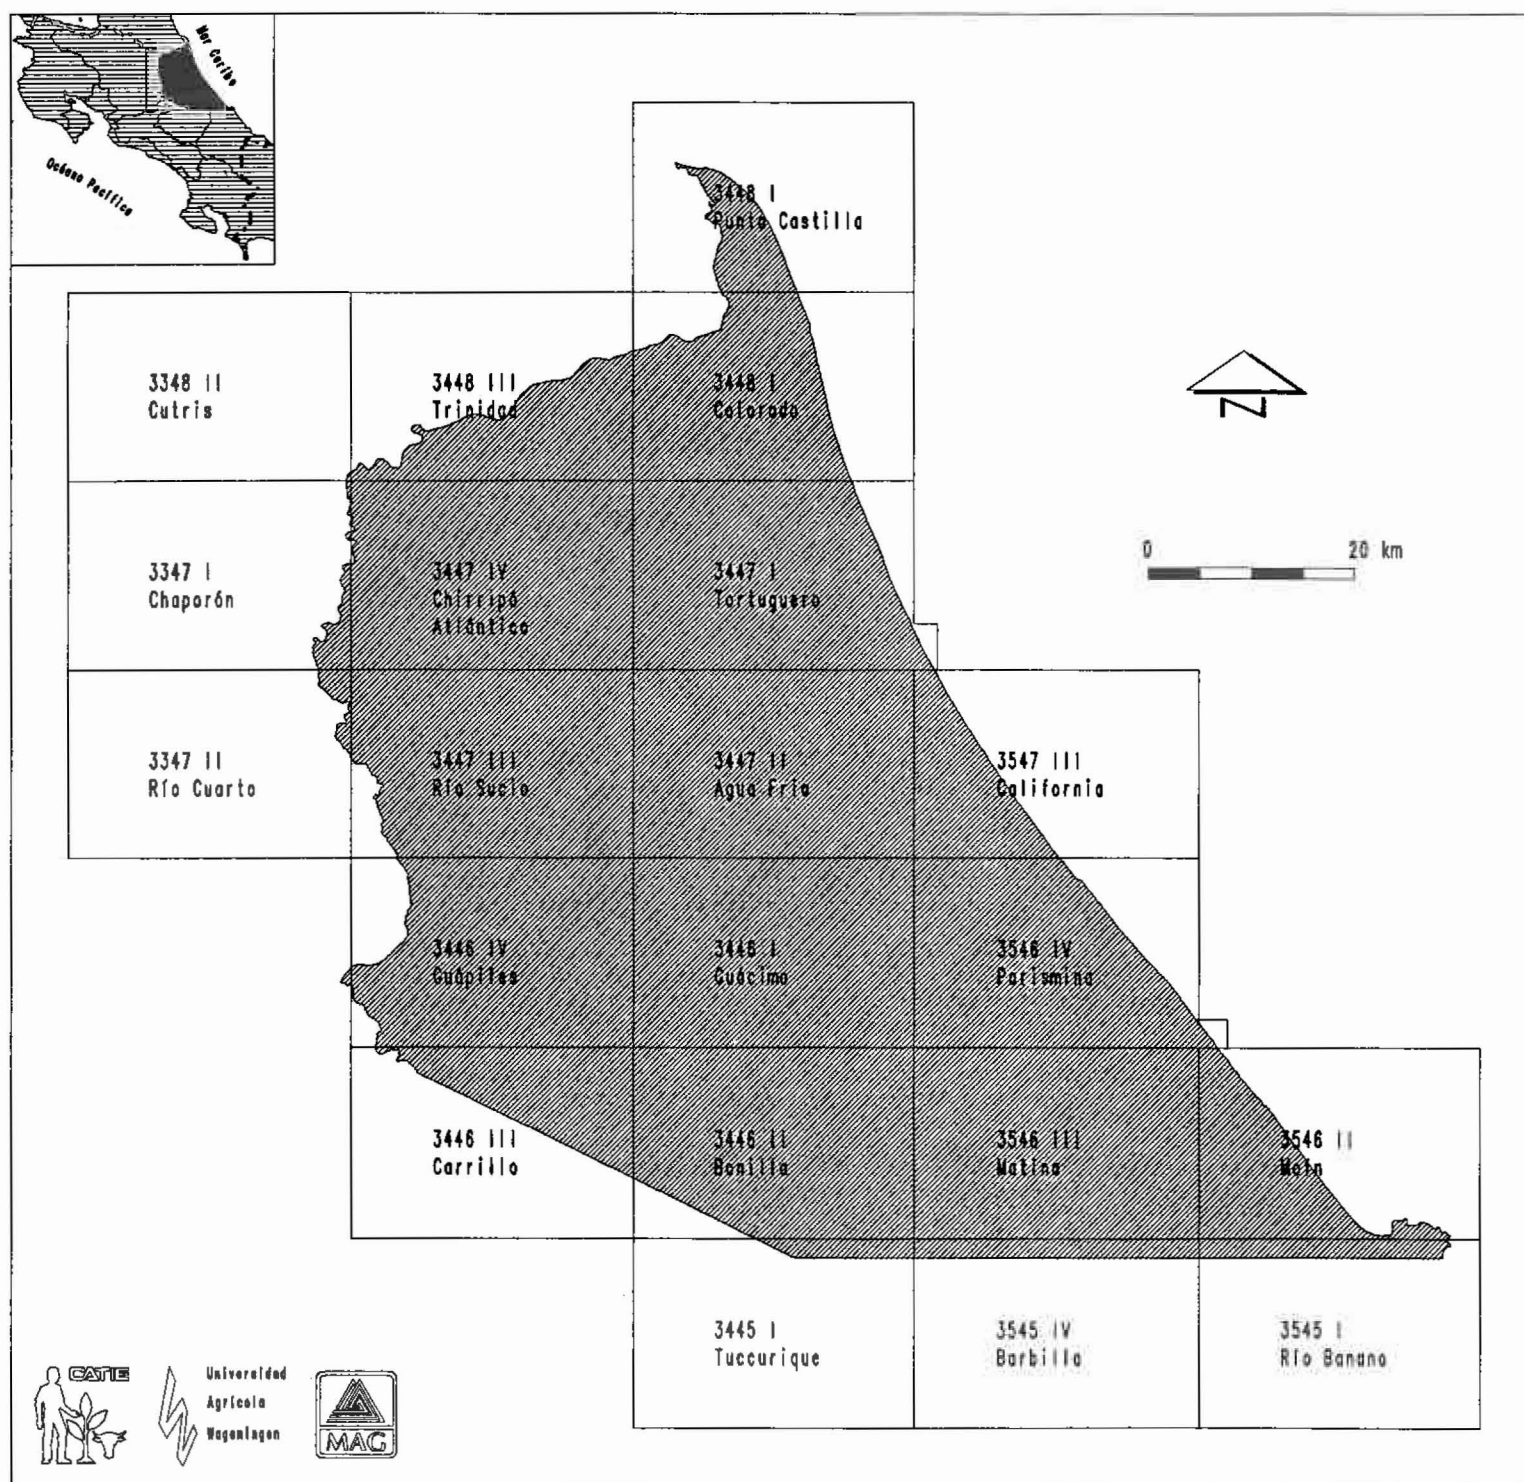 Mar Caribe
Océano Pacífico
3448 I
Punta Castilla
3348 II
Cutris
3448 III
Trinidad
3448 I
Colorado
0 20 km
3347 I
Chaparón
3447 IV
Chirripó
Atlántico
3447 I
Tortuguero
3347 II
Río Cuarto
3447 III
Río Sucio
3447 II
Agua Fría
3547 III
California
3446 IV
Guápiles
3446 I
Guácimo
3546 IV
Parismina
3446 III
Carrillo
3446 II
Bonilla
3546 III
Matina
3546 II
Moín
3445 I
Tuccurique
3545 IV
Barbilla
3545 I
Río Banano
N
CATIE
Universidad
Agrícola
Wageningen
MAG